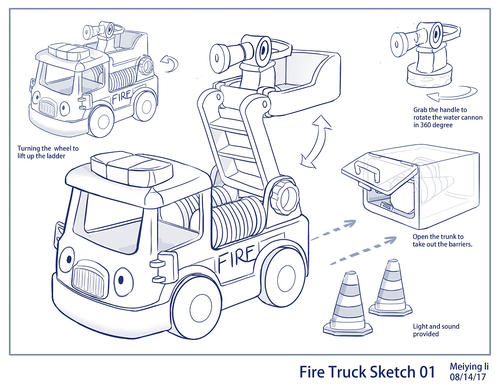 FIRE
Turning the wheel to
lift up the ladder
Grab the handle to
rotate the water cannon
in 360 degree
Open the trunk to
take out the barriers.
FIRE
Light and sound
provided
Fire Truck Sketch 01
Meiying li
08/14/17